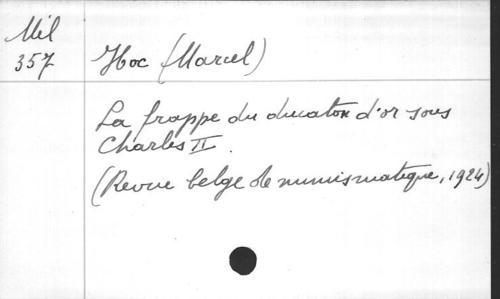 Mil
357
Hoc (Marcel)
La frappe du ducaton d'or sous
Charles II.
(Revue belge de numismatique, 1924)